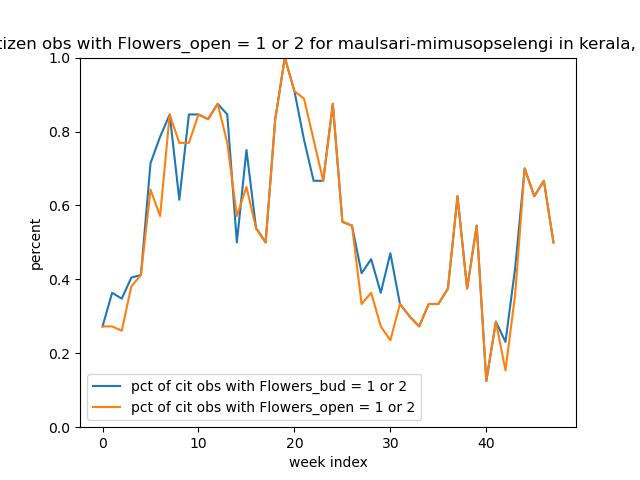 tizen obs with Flowers_open = 1 or 2 for maulsari-mimusopselengi in kerala,
1.0
0.8
0.6
0.4
0.2
0.0
percent
pct of cit obs with Flowers_bud = 1 or 2
pct of cit obs with Flowers_open = 1 or 2
0 10 20 30 40
week index